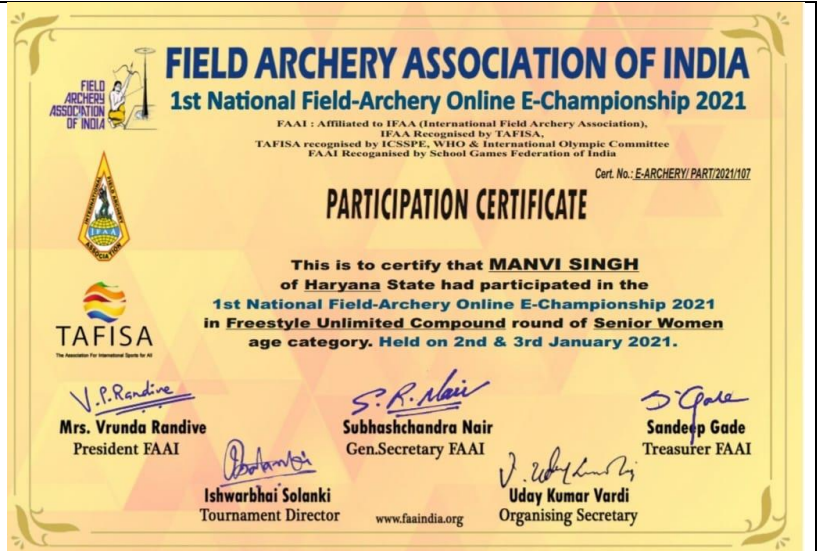 FIELD ARCHERY ASSOCIATION OF INDIA
FIELD
ARCHERY
ASSOCIATION
OF INDIA
1st National Field-Archery Online E-Championship 2021
FAAI : Affiliated to IFAA (International Field Archery Association),
IFAA Recognised by TAFISA,
TAFISA recognised by ICSSPE, WHO & International Olympic Committee
FAAI Recoganised by School Games Federation of India
Cert. No.: E-ARCHERY/ PART/2021/107
PARTICIPATION CERTIFICATE
INTERNATIONAL FIELD ARCHERY
IFAA
ASSOCIATION
This is to certify that MANVI SINGH
of Haryana State had participated in the
1st National Field-Archery Online E-Championship 2021
in Freestyle Unlimited Compound round of Senior Women
age category. Held on 2nd & 3rd January 2021.
TAFISA
The Association For International Sports for All
V.P.Randive
S.R.Nair
S Gade
Mrs. Vrunda Randive
Subhashchandra Nair
Sandeep Gade
President FAAI
Gen.Secretary FAAI
Treasurer FAAI
Ishwarbhai Solanki
Uday Kumar Vardi
Tournament Director
www.faaindia.org
Organising Secretary